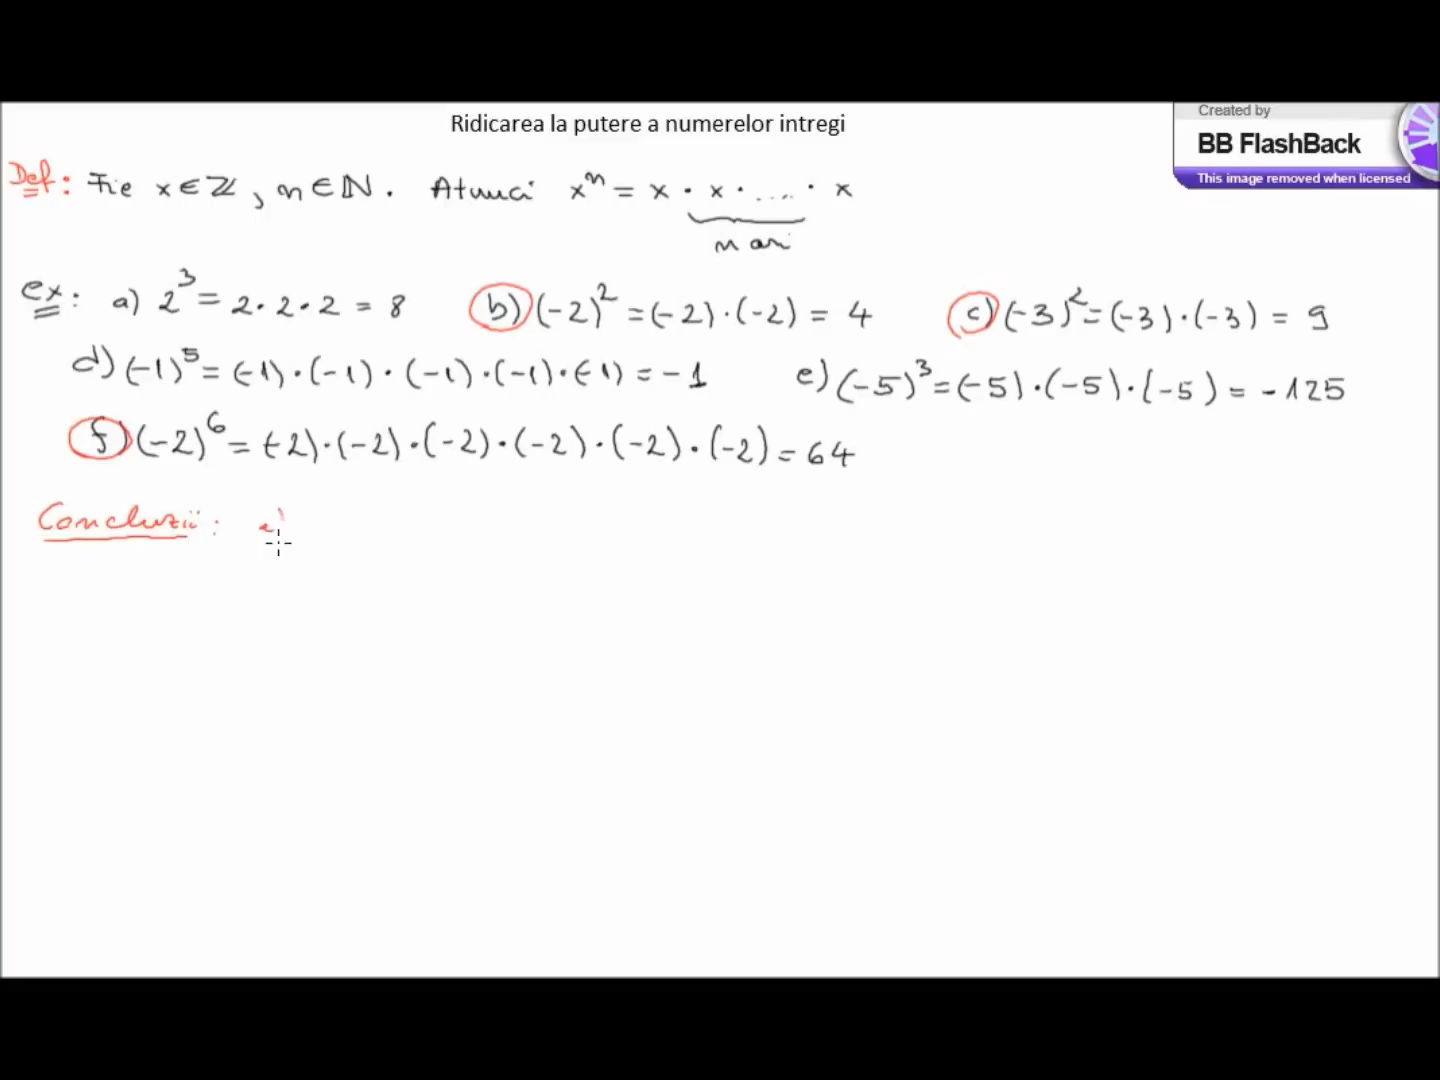 Created by
Ridicarea la putere a numerelor intregi
BB FlashBack
This image removed when licensed
Def: Fie x∈ℤ, n∈ℕ. Atunci xⁿ = x · x · .... · x
n ori
ex: a) 2³ = 2·2·2 = 8 b) (-2)² = (-2)·(-2) = 4 c) (-3)² = (-3)·(-3) = 9
d) (-1)⁵ = (-1)·(-1)·(-1)·(-1)·(-1) = -1 e) (-5)³ = (-5)·(-5)·(-5) = -125
f) (-2)⁶ = (-2)·(-2)·(-2)·(-2)·(-2)·(-2) = 64
Concluzii: